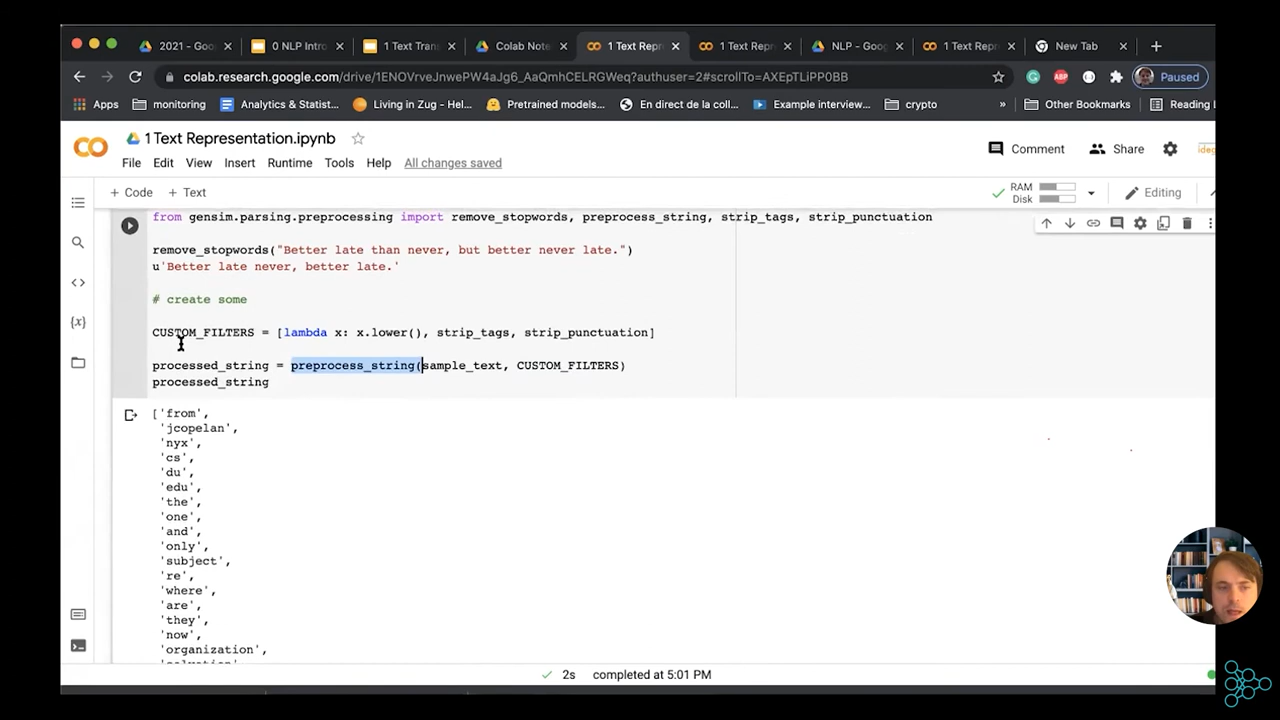 2021 - Goo
0 NLP Intro
1 Text Tran
Colab Note
1 Text Repr
1 Text Repr
NLP - Goog
1 Text Repr
New Tab
colab.research.google.com/drive/1ENOVrveJnwePW4aJg6_AaQmhCELRGWeq?authuser=2#scrollTo=AXEpTLiPP0BB
ABP
Paused
Apps
monitoring
Analytics & Statist...
Living in Zug - Hel...
Pretrained models...
En direct de la coll...
Example interview...
crypto
»
Other Bookmarks
Reading L
1 Text Representation.ipynb
File Edit View Insert Runtime Tools Help All changes saved
Comment
Share
ideg
+ Code + Text
RAM
Disk
Editing
from gensim.parsing.preprocessing import remove_stopwords, preprocess_string, strip_tags, strip_punctuation
remove_stopwords("Better late than never, but better never late.")
u'Better late never, better late.'
# create some
CUSTOM_FILTERS = [lambda x: x.lower(), strip_tags, strip_punctuation]
processed_string = preprocess_string(sample_text, CUSTOM_FILTERS)
processed_string
['from',
'jcopelan',
'nyx',
'cs',
'du',
'edu',
'the',
'one',
'and',
'only',
'subject',
're',
'where',
'are',
'they',
'now',
'organization',
2s completed at 5:01 PM